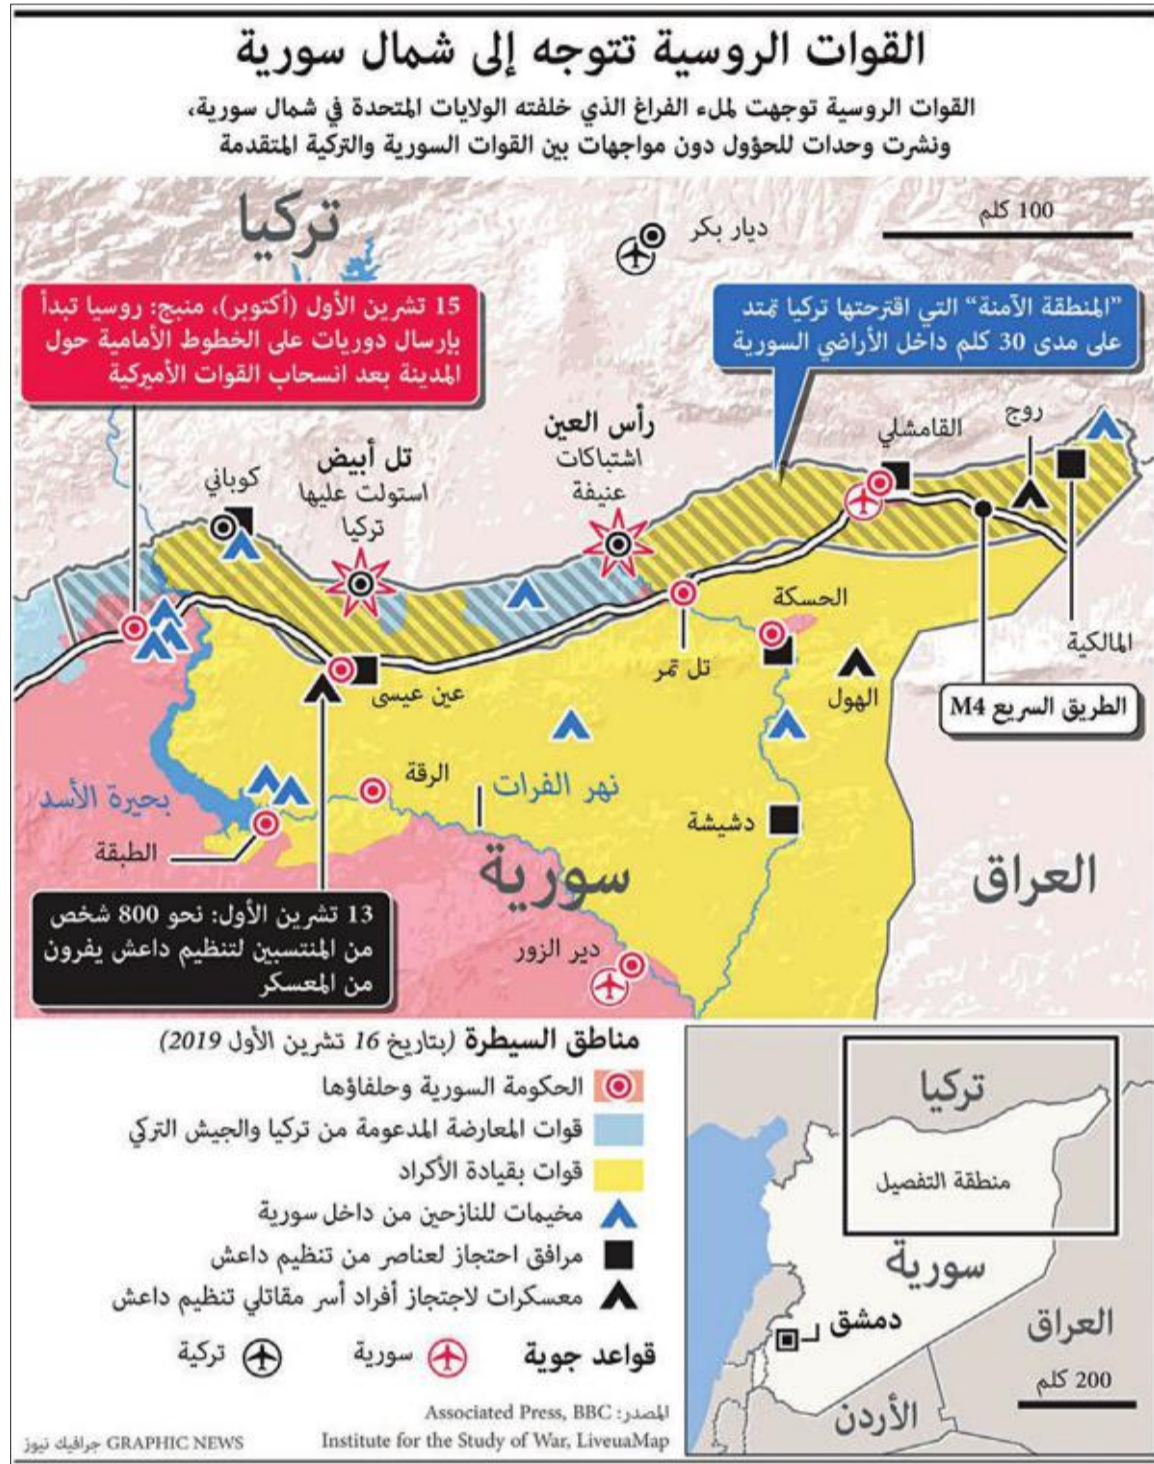 القوات الروسية تتوجه إلى شمال سورية
القوات الروسية توجهت لملء الفراغ الذي خلفته الولايات المتحدة في شمال سورية،
ونشرت وحدات للحؤول دون مواجهات بين القوات السورية والتركية المتقدمة
تركيا
ديار بكر
100 كلم
15 تشرين الأول (أكتوبر)، منبج: روسيا تبدأ
بإرسال دوريات على الخطوط الأمامية حول
المدينة بعد انسحاب القوات الأميركية
”المنطقة الآمنة“ التي اقترحتها تركيا تمتد
على مدى 30 كلم داخل الأراضي السورية
رأس العين
اشتباكات
عنيفة
روج
القامشلي
تل أبيض
استولت عليها
تركيا
كوباني
الحسكة
المالكية
تل تمر
الهول
عين عيسى
الطريق السريع M4
الرقة
نهر الفرات
بحيرة الأسد
دشيشة
الطبقة
سورية
العراق
13 تشرين الأول: نحو 800 شخص
من المنتسبين لتنظيم داعش يفرون
من المعسكر
دير الزور
مناطق السيطرة (بتاريخ 16 تشرين الأول 2019)
الحكومة السورية وحلفاؤها
قوات المعارضة المدعومة من تركيا والجيش التركي
قوات بقيادة الأكراد
مخيمات للنازحين من داخل سورية
مرافق احتجاز لعناصر من تنظيم داعش
معسكرات لاجتجاز أفراد أسر مقاتلي تنظيم داعش
قواعد جوية سورية تركية
المصدر: Associated Press, BBC
Institute for the Study of War, LiveuaMap
GRAPHIC NEWS جرافيك نيوز
تركيا
منطقة التفصيل
سورية
دمشق
العراق
200 كلم
الأردن